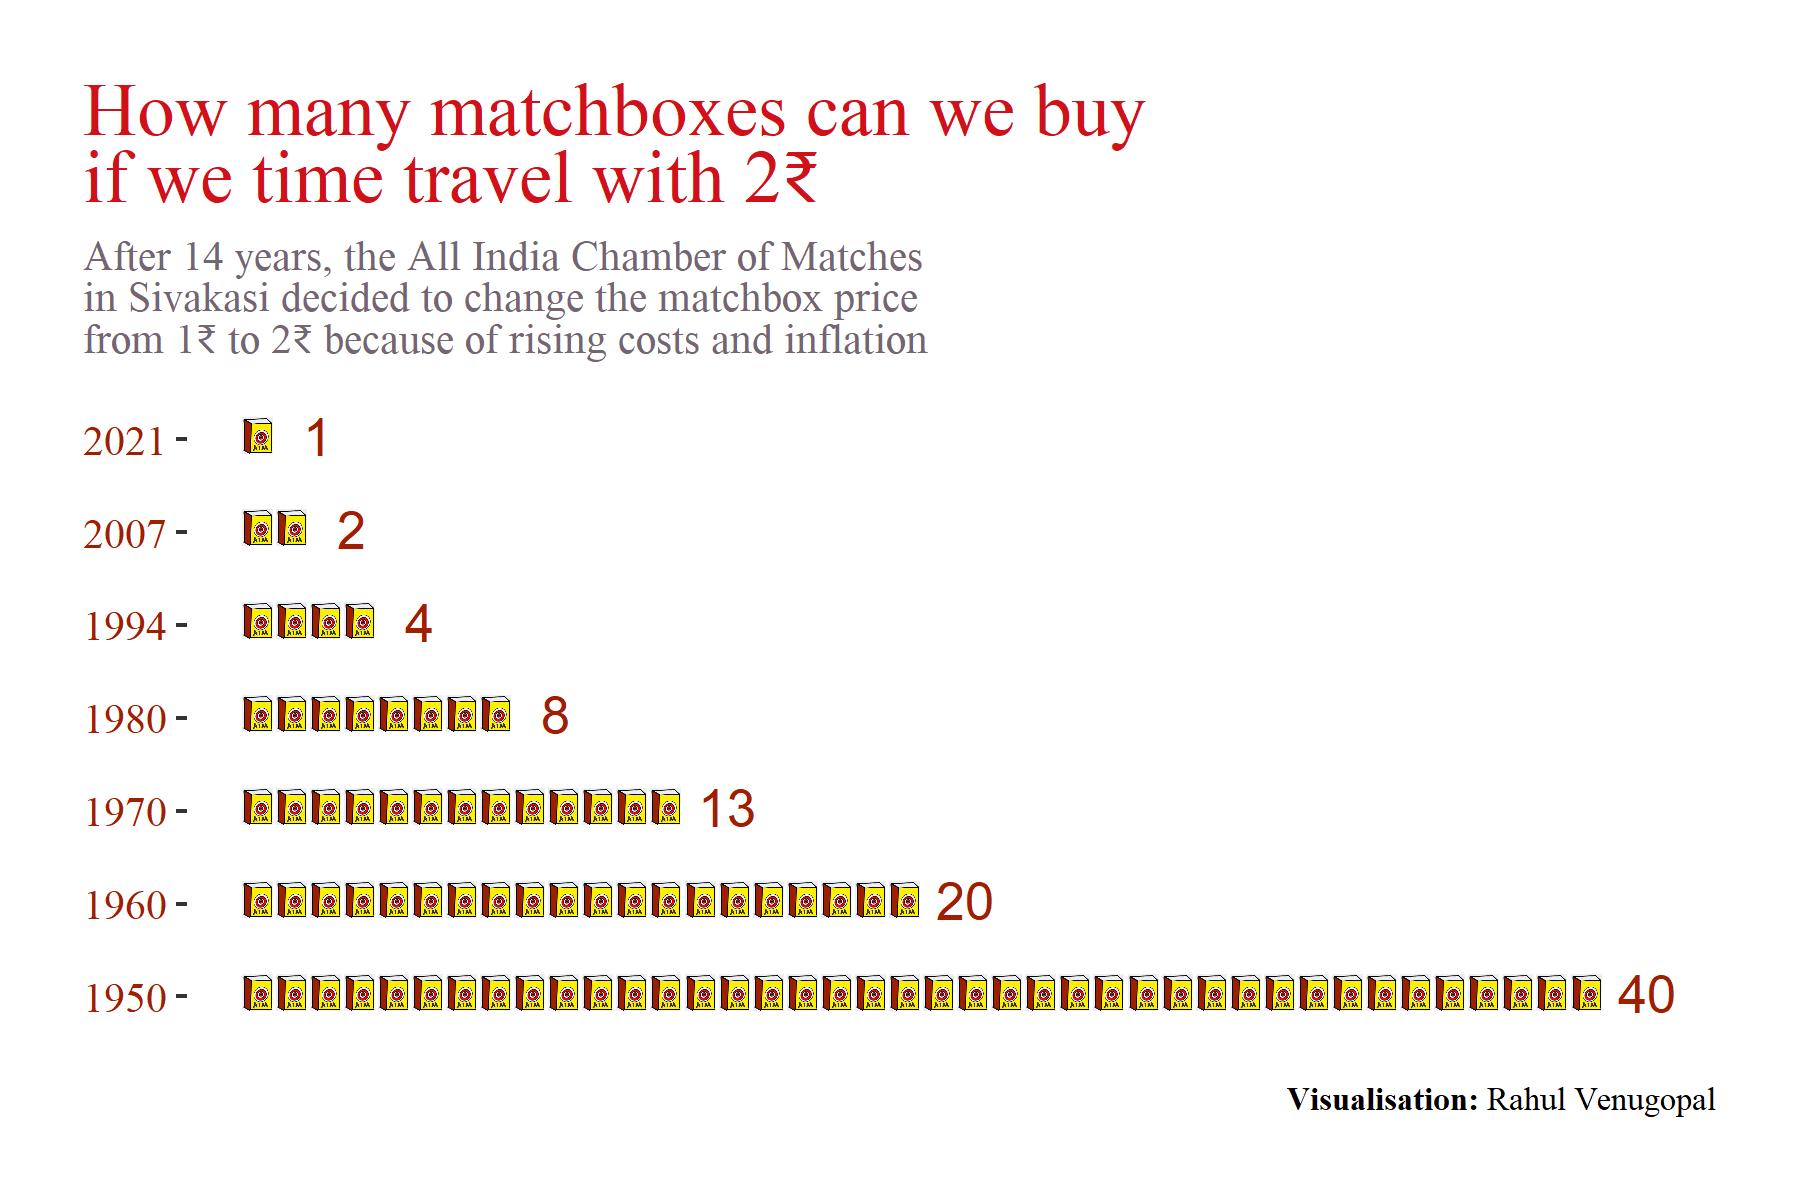 How many matchboxes can we buy
if we time travel with 2₹
After 14 years, the All India Chamber of Matches
in Sivakasi decided to change the matchbox price
from 1₹ to 2₹ because of rising costs and inflation
2021 - 1
2007 - 2
1994 - 4
1980 - 8
1970 - 13
1960 - 20
1950 - 40
Visualisation: Rahul Venugopal